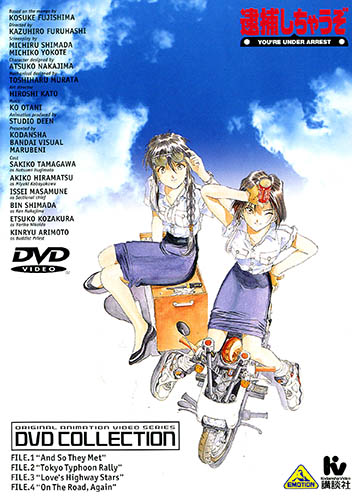 Based on the manga by
KOSUKE FUJISHIMA
Directed by
KAZUHIRO FURUHASHI
Screenplay by
MICHIRU SHIMADA
MICHIKO YOKOTE
Character designed by
ATSUKO NAKAJIMA
Mechanical designed by
TOSHIHARU MURATA
Art director
HIROSHI KATO
Music
KO OTANI
Animation produced by
STUDIO DEEN
Presented by
KODANSHA
BANDAI VISUAL
MARUBENI
Cast
SAKIKO TAMAGAWA
as Natsumi Tsujimoto
AKIKO HIRAMATSU
as Miyuki Kobayakawa
ISSEI MASAMUNE
as Sectional chief
BIN SHIMADA
as Ken Nakajima
ETSUKO KOZAKURA
as Yoriko Nikaido
KINRYU ARIMOTO
as Buddist Priest
逮捕しちゃうぞ
YOU'RE UNDER ARREST
DVD
VIDEO
ORIGINAL ANIMATION VIDEO SERIES
DVD COLLECTION
FILE.1 "And So They Met"
FILE.2 "Tokyo Typhoon Rally"
FILE.3 "Love's Highway Stars"
FILE.4 "On The Road, Again"
EMOTION
KodanshaVideo
講談社